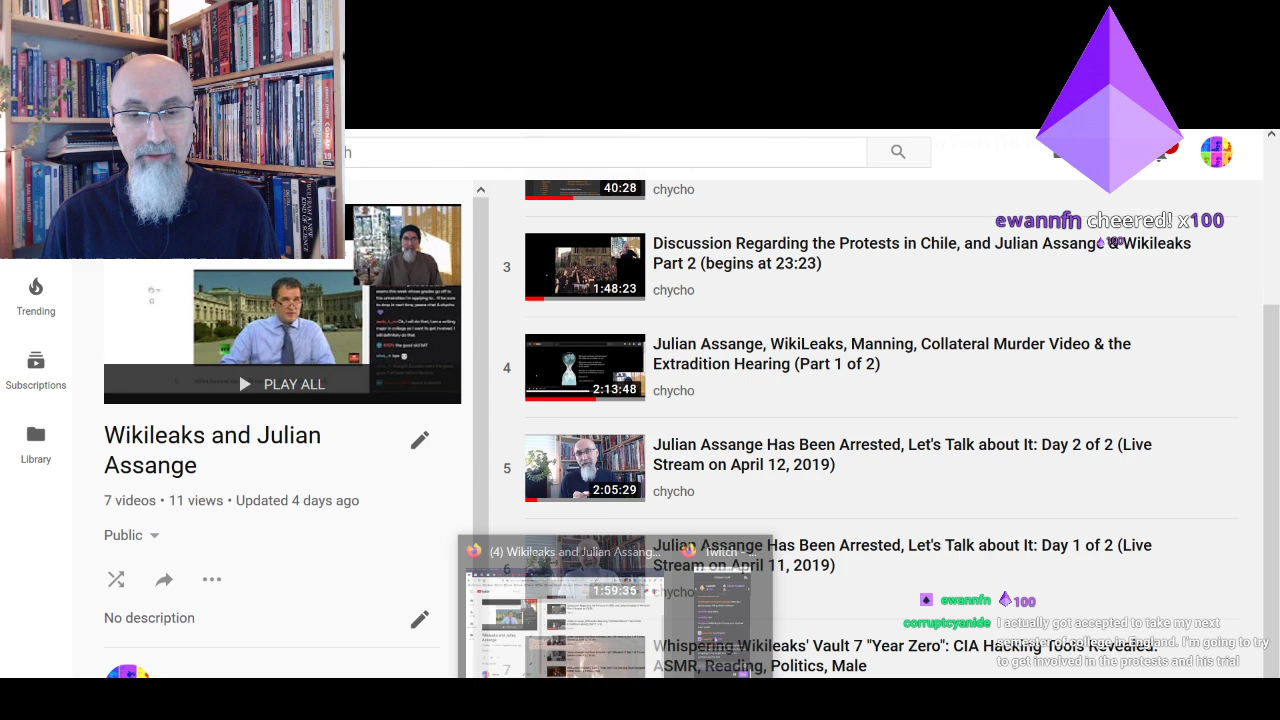 h
ewannfn cheered! x100
100
40:28
chycho
3
Discussion Regarding the Protests in Chile, and Julian Assange & Wikileaks
Part 2 (begins at 23:23)
1:48:23
chycho
Trending
4
Julian Assange, WikiLeaks, Manning, Collateral Murder Video & the
Extradition Hearing (Part 1 of 2)
2:13:48
chycho
Subscriptions
PLAY ALL
Library
Wikileaks and Julian
Assange
7 videos • 11 views • Updated 4 days ago
Public
No description
5
Julian Assange Has Been Arrested, Let's Talk about It: Day 2 of 2 (Live
Stream on April 12, 2019)
2:05:29
chycho
(4) Wikileaks and Julian Assang...
Twitch - ...
6
Julian Assange Has Been Arrested, Let's Talk about It: Day 1 of 2 (Live
Stream on April 11, 2019)
1:59:35
chycho
7
Whispering Wikileaks' Vault 7 "Year Zero": CIA Hacking Tools Revealed:
ASMR, Reading, Politics, Male
ewannfn 100
corruptcyanide I actually got accepted to take my next
semester of college in england. I'm going to try
to get involved in the protests and his trial